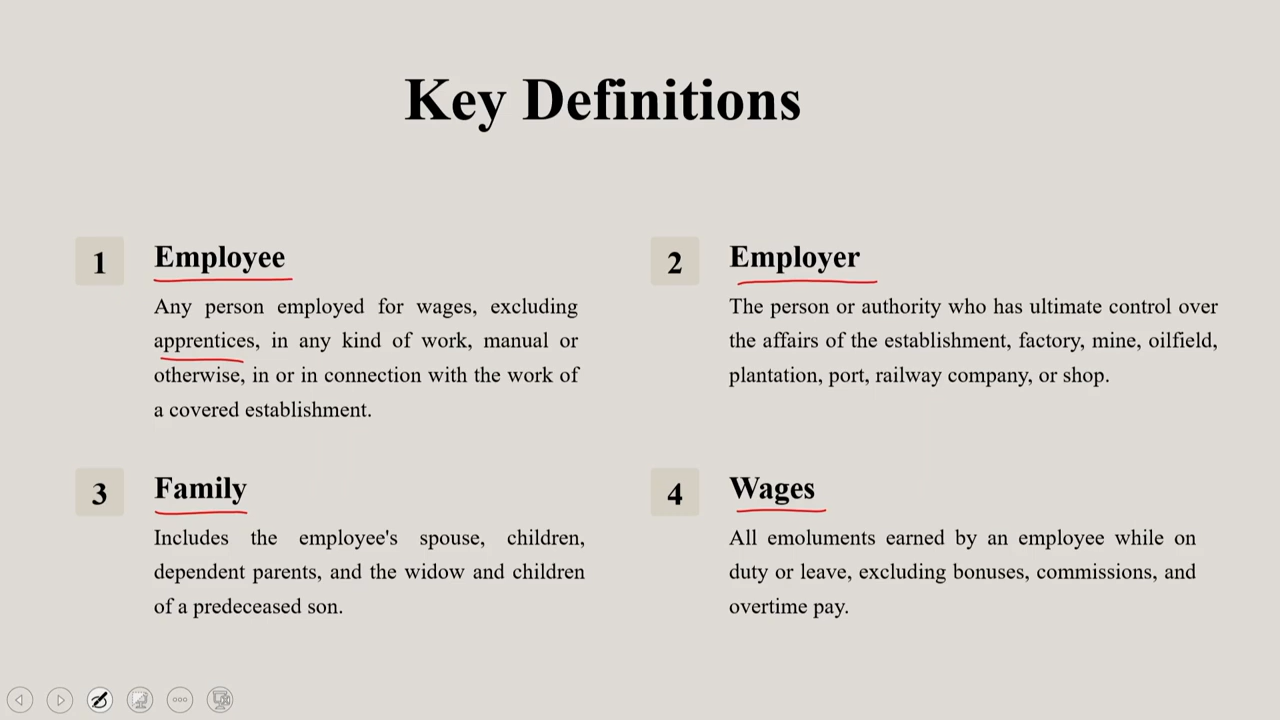 Key Definitions
1
Employee
Any person employed for wages, excluding
apprentices, in any kind of work, manual or
otherwise, in or in connection with the work of
a covered establishment.
2
Employer
The person or authority who has ultimate control over
the affairs of the establishment, factory, mine, oilfield,
plantation, port, railway company, or shop.
3
Family
Includes the employee's spouse, children,
dependent parents, and the widow and children
of a predeceased son.
4
Wages
All emoluments earned by an employee while on
duty or leave, excluding bonuses, commissions, and
overtime pay.